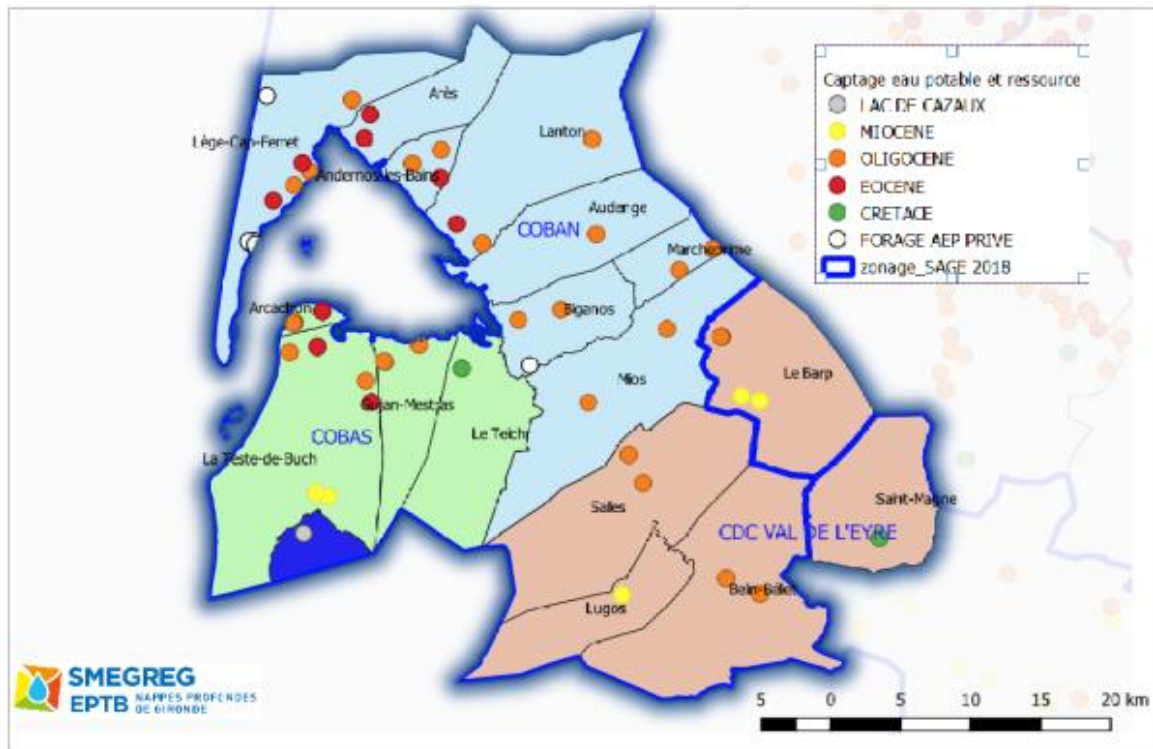 Captage eau potable et ressource
LAC DE CAZAUX
MIOCENE
OLIGOCENE
EOCENE
CRETACE
FORAGE AEP PRIVE
zonage_SAGE 2018
Arès
Lège-Cap-Ferret
Lanton
Andernos-les-Bains
Audenge
COBAN
Marcheprime
Biganos
Arcachon
Le Barp
Mios
Gujan-Mestras
Le Teich
COBAS
La Teste-de-Buch
Saint-Magne
Salles
CDC VAL DE L'EYRE
Belin-Béliet
Lugos
SMEGREG
EPTB NAPPES PROFONDES
DE GIRONDE
5 0 5 10 15 20 km